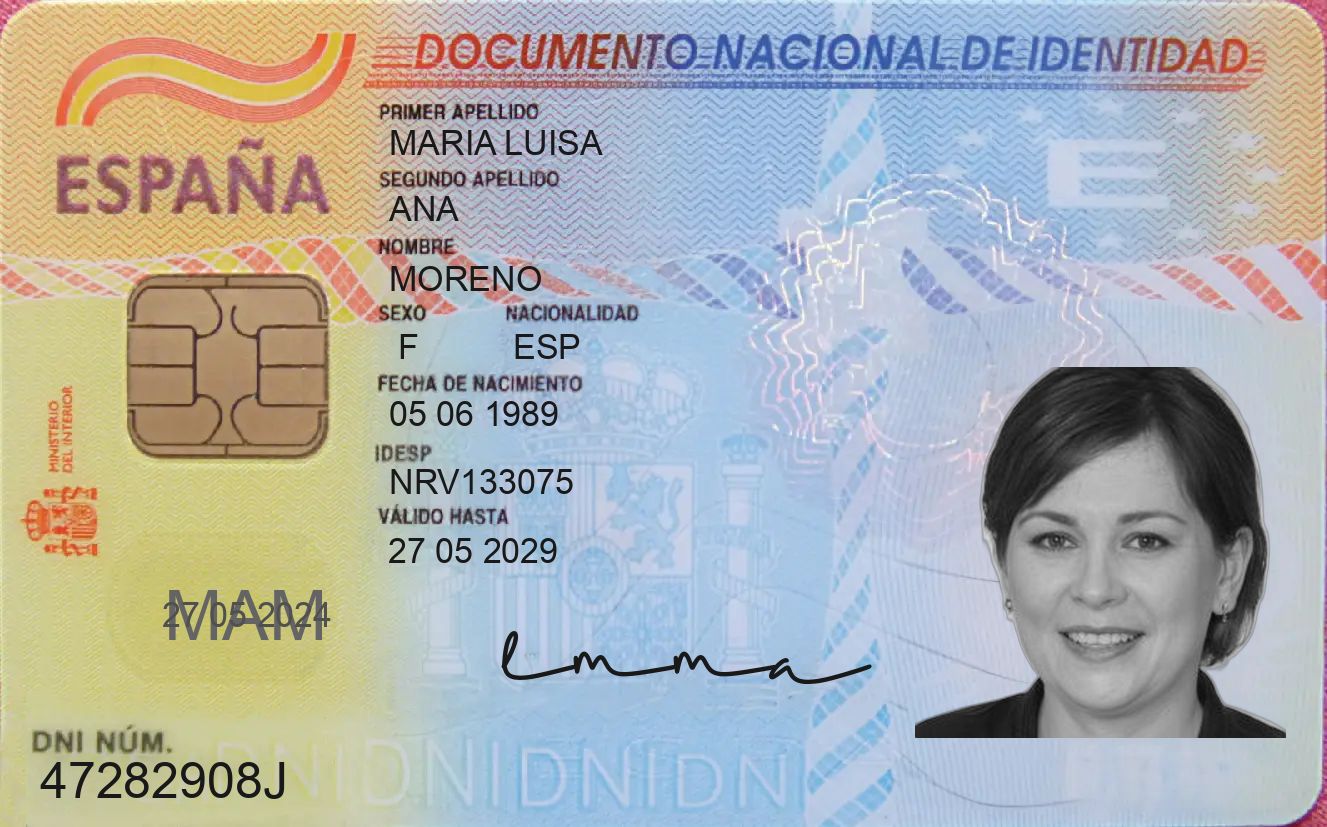 DOCUMENTO NACIONAL DE IDENTIDAD
ESPAÑA
PRIMER APELLIDO
MARIA LUISA
SEGUNDO APELLIDO
ANA
NOMBRE
MORENO
SEXO NACIONALIDAD
F ESP
FECHA DE NACIMIENTO
05 06 1989
IDESP
NRV133075
VÁLIDO HASTA
27 05 2029
MINISTERIO
DEL INTERIOR
27 05 2024
MAM
Emma
DNI NÚM.
47282908J
E
DNIDNIDNIDNI